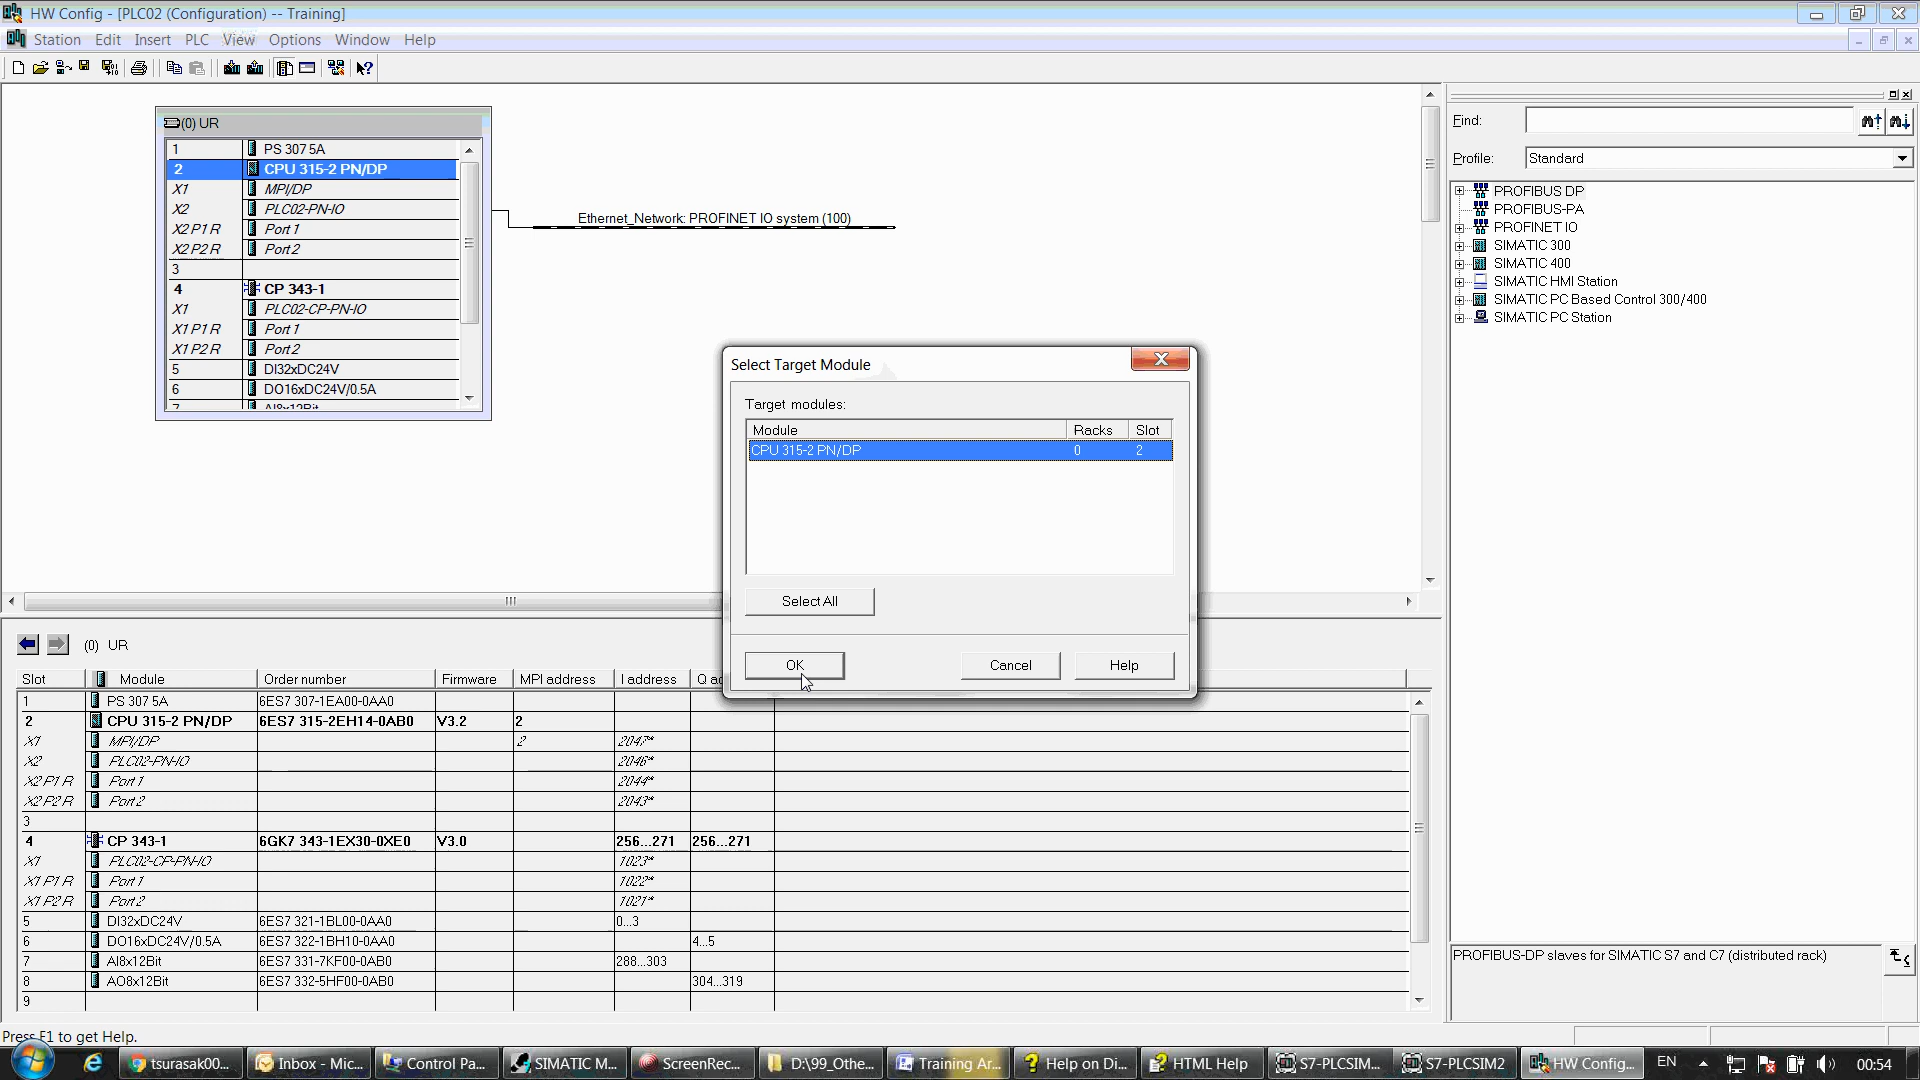 HW Config - [PLC02 (Configuration) -- Training]
Station Edit Insert PLC View Options Window Help
(0) UR
1 PS 307 5A
2 CPU 315-2 PN/DP
X1 MPI/DP
X2 PLC02-PN-IO
X2 P1 R Port 1
X2 P2 R Port 2
3
4 CP 343-1
X1 PLC02-CP-PN-IO
X1 P1 R Port 1
X1 P2 R Port 2
5 DI32xDC24V
6 DO16xDC24V/0.5A
7 AI8x12Bit
Ethernet_Network: PROFINET IO system (100)
Select Target Module
Target modules:
Module Racks Slot
CPU 315-2 PN/DP 0 2
Select All
OK Cancel Help
Find:
Profile: Standard
PROFIBUS DP
PROFIBUS-PA
PROFINET IO
SIMATIC 300
SIMATIC 400
SIMATIC HMI Station
SIMATIC PC Based Control 300/400
SIMATIC PC Station
PROFIBUS-DP slaves for SIMATIC S7 and C7 (distributed rack)
(0) UR
Slot Module Order number Firmware MPI address I address
1 PS 307 5A 6ES7 307-1EA00-0AA0
2 CPU 315-2 PN/DP 6ES7 315-2EH14-0AB0 V3.2 2
X1 MPI/DP 2 2047*
X2 PLC02-PN-IO 2046*
X2 P1 R Port 1 2044*
X2 P2 R Port 2 2043*
3
4 CP 343-1 6GK7 343-1EX30-0XE0 V3.0 256...271 256...271
X1 PLC02-CP-PN-IO 1023*
X1 P1 R Port 1 1022*
X1 P2 R Port 2 1021*
5 DI32xDC24V 6ES7 321-1BL00-0AA0 0...3
6 DO16xDC24V/0.5A 6ES7 322-1BH10-0AA0 4...5
7 AI8x12Bit 6ES7 331-7KF00-0AB0 288...303
8 AO8x12Bit 6ES7 332-5HF00-0AB0 304...319
9
Press F1 to get Help.
tsurasak00... Inbox - Mic... Control Pa... SIMATIC M... ScreenRec... D:\99_Othe... Training Ar... Help on Di... HTML Help S7-PLCSIM... S7-PLCSIM2 HW Config... EN 00:54